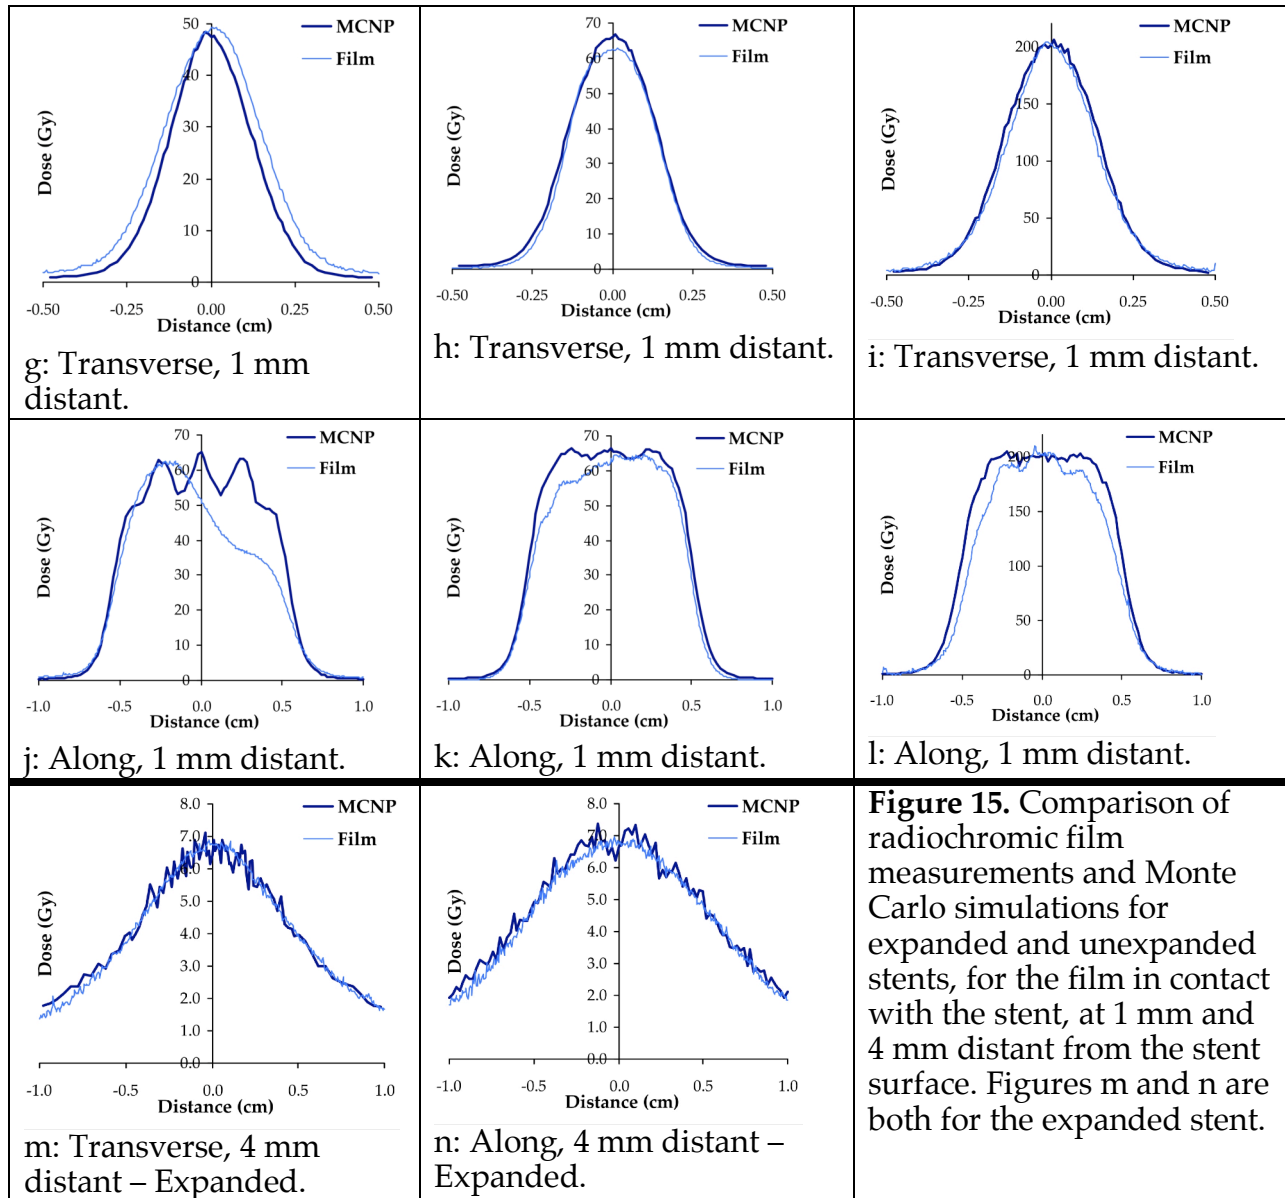 50
40
30
20
10
0
-0.50
-0.25
0.00
0.25
0.50
Distance (cm)
Dose (Gy)
MCNP
Film
g: Transverse, 1 mm
distant.
70
60
50
40
30
20
10
0
-0.50
-0.25
0.00
0.25
0.50
Distance (cm)
Dose (Gy)
MCNP
Film
h: Transverse, 1 mm distant.
200
150
100
50
0
-0.50
-0.25
0.00
0.25
0.50
Distance (cm)
Dose (Gy)
MCNP
Film
i: Transverse, 1 mm distant.
70
60
50
40
30
20
10
0
-1.0
-0.5
0.0
0.5
1.0
Distance (cm)
Dose (Gy)
MCNP
Film
j: Along, 1 mm distant.
70
60
50
40
30
20
10
0
-1.0
-0.5
0.0
0.5
1.0
Distance (cm)
Dose (Gy)
MCNP
Film
k: Along, 1 mm distant.
200
150
100
50
0
-1.0
-0.5
0.0
0.5
1.0
Distance (cm)
Dose (Gy)
MCNP
Film
l: Along, 1 mm distant.
8.0
7.0
6.0
5.0
4.0
3.0
2.0
1.0
0.0
-1.0
-0.5
0.0
0.5
1.0
Distance (cm)
Dose (Gy)
MCNP
Film
m: Transverse, 4 mm
distant – Expanded.
8.0
7.0
6.0
5.0
4.0
3.0
2.0
1.0
0.0
-1.0
-0.5
0.0
0.5
1.0
Distance (cm)
Dose (Gy)
MCNP
Film
n: Along, 4 mm distant –
Expanded.
Figure 15. Comparison of
radiochromic film
measurements and Monte
Carlo simulations for
expanded and unexpanded
stents, for the film in contact
with the stent, at 1 mm and
4 mm distant from the stent
surface. Figures m and n are
both for the expanded stent.